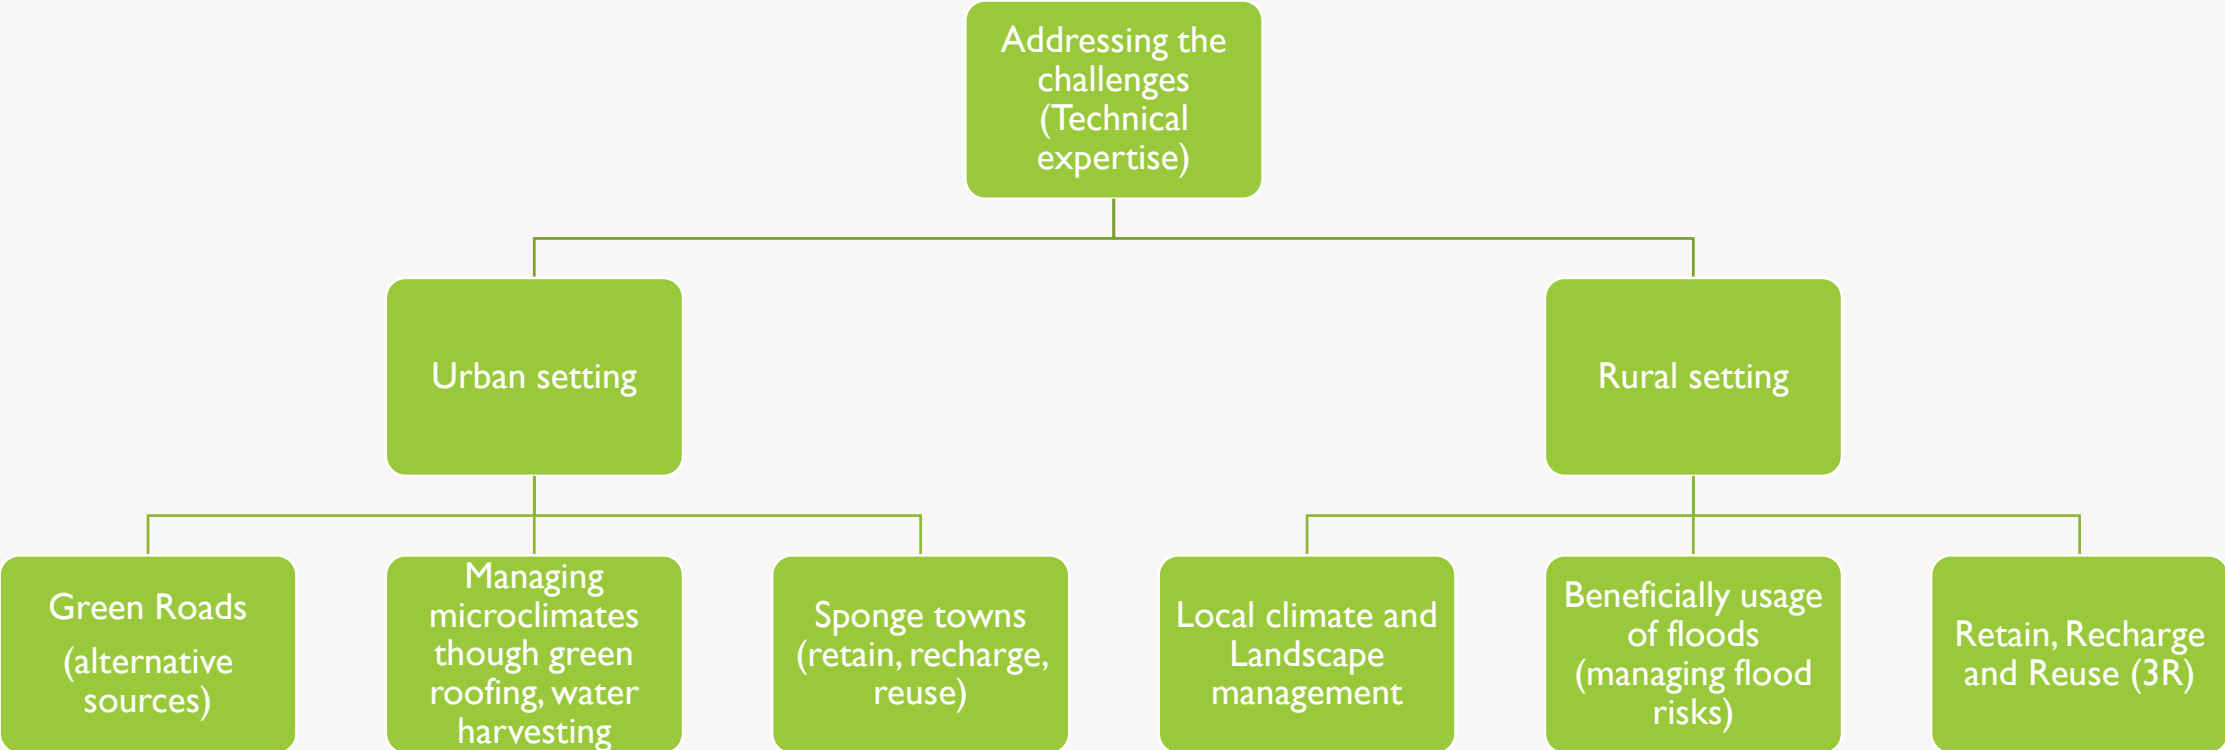 Addressing the
challenges
(Technical
expertise)
Urban setting
Rural setting
Green Roads
(alternative
sources)
Managing
microclimates
though green
roofing, water
harvesting
Sponge towns
(retain, recharge,
reuse)
Local climate and
Landscape
management
Beneficially usage
of floods
(managing flood
risks)
Retain, Recharge
and Reuse (3R)